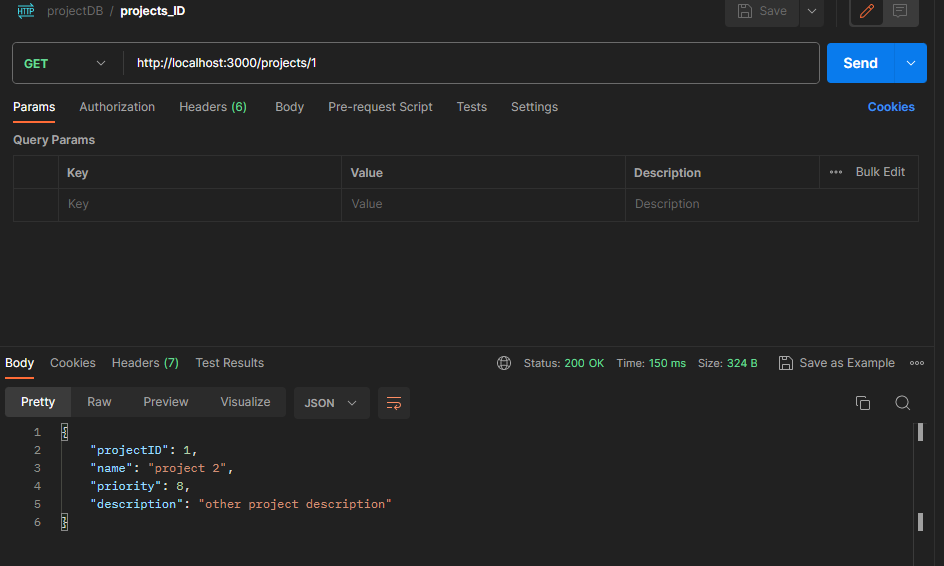 HTTP projectDB / projects_ID Save
GET http://localhost:3000/projects/1 Send
Params Authorization Headers (6) Body Pre-request Script Tests Settings Cookies
Query Params
Key Value Description ••• Bulk Edit
Key Value Description
Body Cookies Headers (7) Test Results Status: 200 OK Time: 150 ms Size: 324 B Save as Example •••
Pretty Raw Preview Visualize JSON
1 {
2 "projectID": 1,
3 "name": "project 2",
4 "priority": 8,
5 "description": "other project description"
6 }